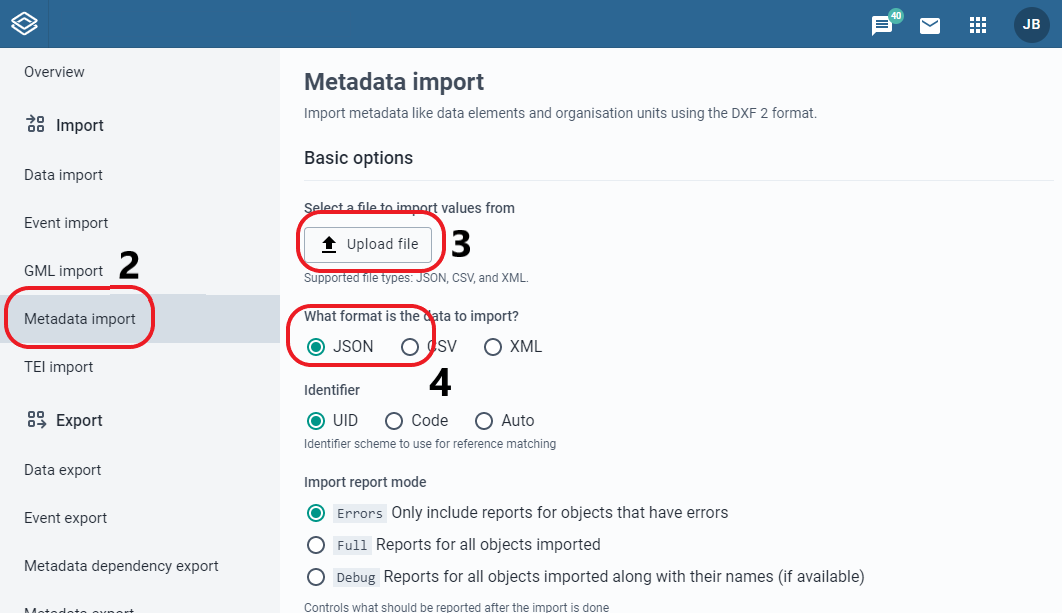 40
JB
Overview
Import
Data import
Event import
GML import
2
Metadata import
TEI import
Export
Data export
Event export
Metadata dependency export
Metadata export
Metadata import
Import metadata like data elements and organisation units using the DXF 2 format.
Basic options
Select a file to import values from
Upload file
3
Supported file types: JSON, CSV, and XML.
What format is the data to import?
JSON CSV XML
4
Identifier
UID Code Auto
Identifier scheme to use for reference matching
Import report mode
Errors Only include reports for objects that have errors
Full Reports for all objects imported
Debug Reports for all objects imported along with their names (if available)
Controls what should be reported after the import is done